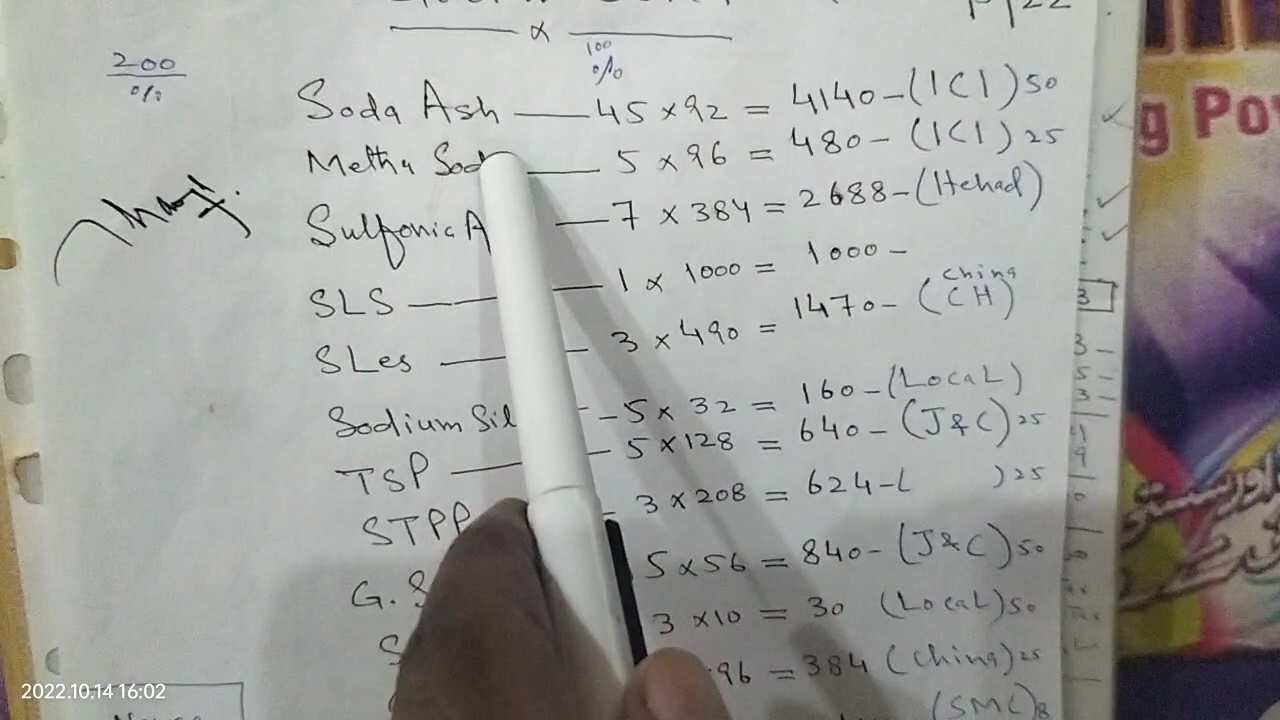 200
%
100
%
Soda Ash — 45 × 92 = 4140 - (ICI) 50
Metha Sod — 5 × 96 = 480 - (ICI) 25
Sulfonic A — 7 × 384 = 2688 - (Itehad)
SLS — 1 × 1000 = 1000 -
SLes — 3 × 490 = 1470 - (CH) China
Sodium Sil - 5 × 32 = 160 - (Local)
TSP — 5 × 128 = 640 - (J&C) 25
STPP - 3 × 208 = 624 - ( ) 25
G. S 5 × 56 = 840 - (J&C) 50
S 3 × 10 = 30 (Local) 50
96 = 384 (China) 25
(SMC) 8
g Po
2022.10.14 16:02